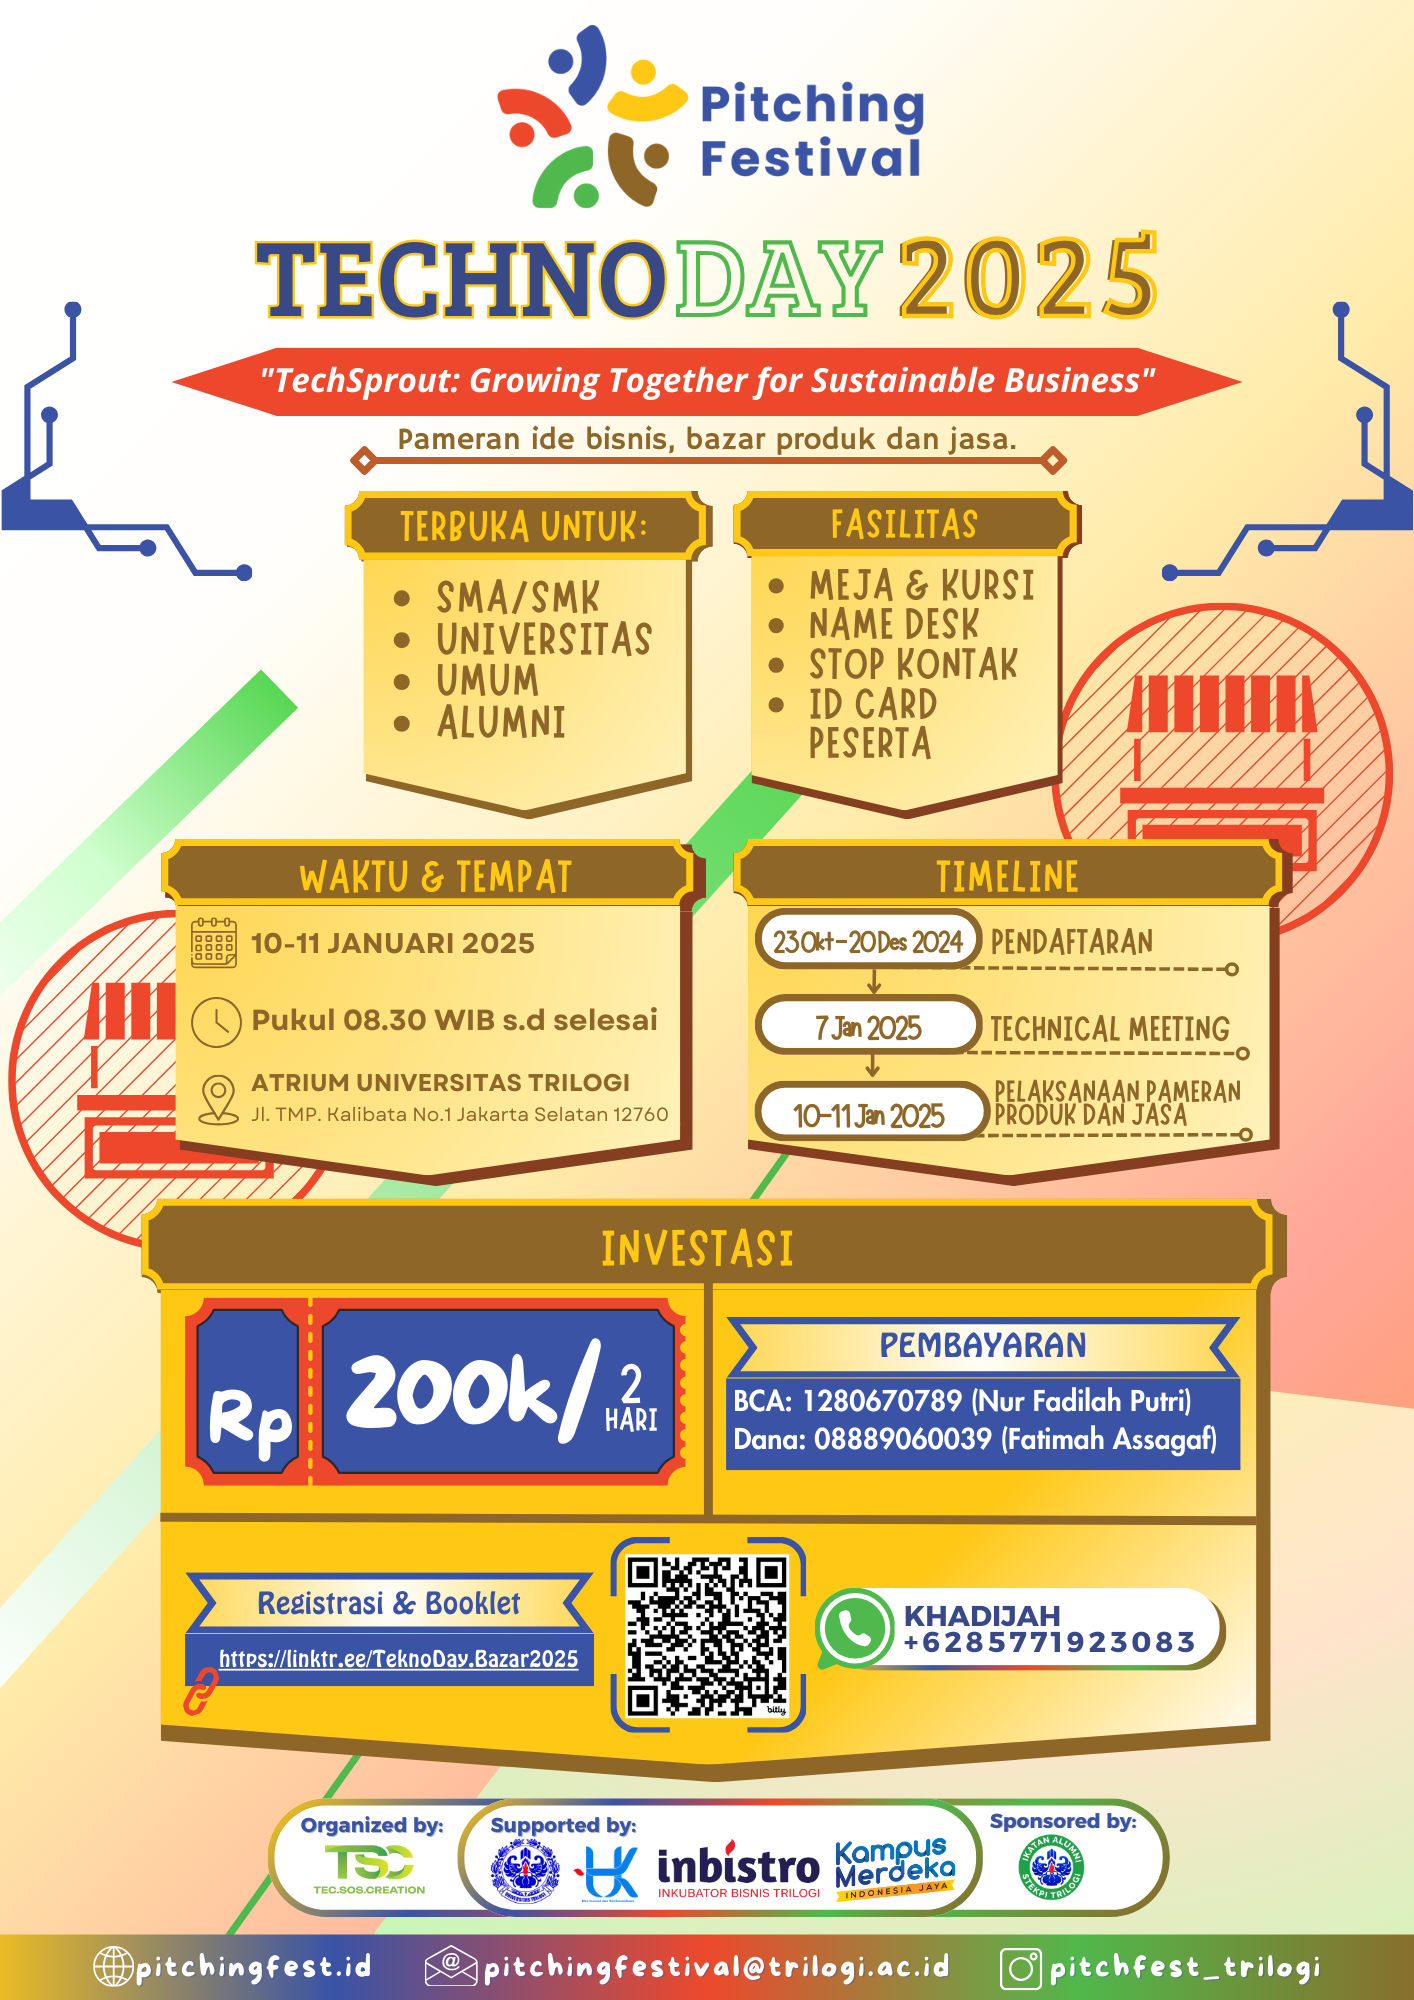 Pitching
Festival
TECHNODAY 2025
"TechSprout: Growing Together for Sustainable Business"
Pameran ide bisnis, bazar produk dan jasa.
TERBUKA UNTUK:
• SMA/SMK
• UNIVERSITAS
• UMUM
• ALUMNI
FASILITAS
• MEJA & KURSI
• NAME DESK
• STOP KONTAK
• ID CARD
PESERTA
WAKTU & TEMPAT
10-11 JANUARI 2025
Pukul 08.30 WIB s.d selesai
ATRIUM UNIVERSITAS TRILOGI
Jl. TMP. Kalibata No.1 Jakarta Selatan 12760
TIMELINE
23 Okt-20 Des 2024 PENDAFTARAN
7 Jan 2025 TECHNICAL MEETING
10-11 Jan 2025 PELAKSANAAN PAMERAN
PRODUK DAN JASA
INVESTASI
Rp 200k/ 2
HARI
PEMBAYARAN
BCA: 1280670789 (Nur Fadilah Putri)
Dana: 08889060039 (Fatimah Assagaf)
Registrasi & Booklet
https://linktr.ee/TeknoDay.Bazar2025
bitly
KHADIJAH
+6285771923083
Organized by:
TSC
TEC.SOS.CREATION
Supported by:
UK
inbistro
INKUBATOR BISNIS TRILOGI
Kampus
Merdeka
INDONESIA JAYA
Sponsored by:
IKATAN ALUMNI
STEKPI TRILOGI
pitchingfest.id
pitchingfestival@trilogi.ac.id
pitchfest_trilogi